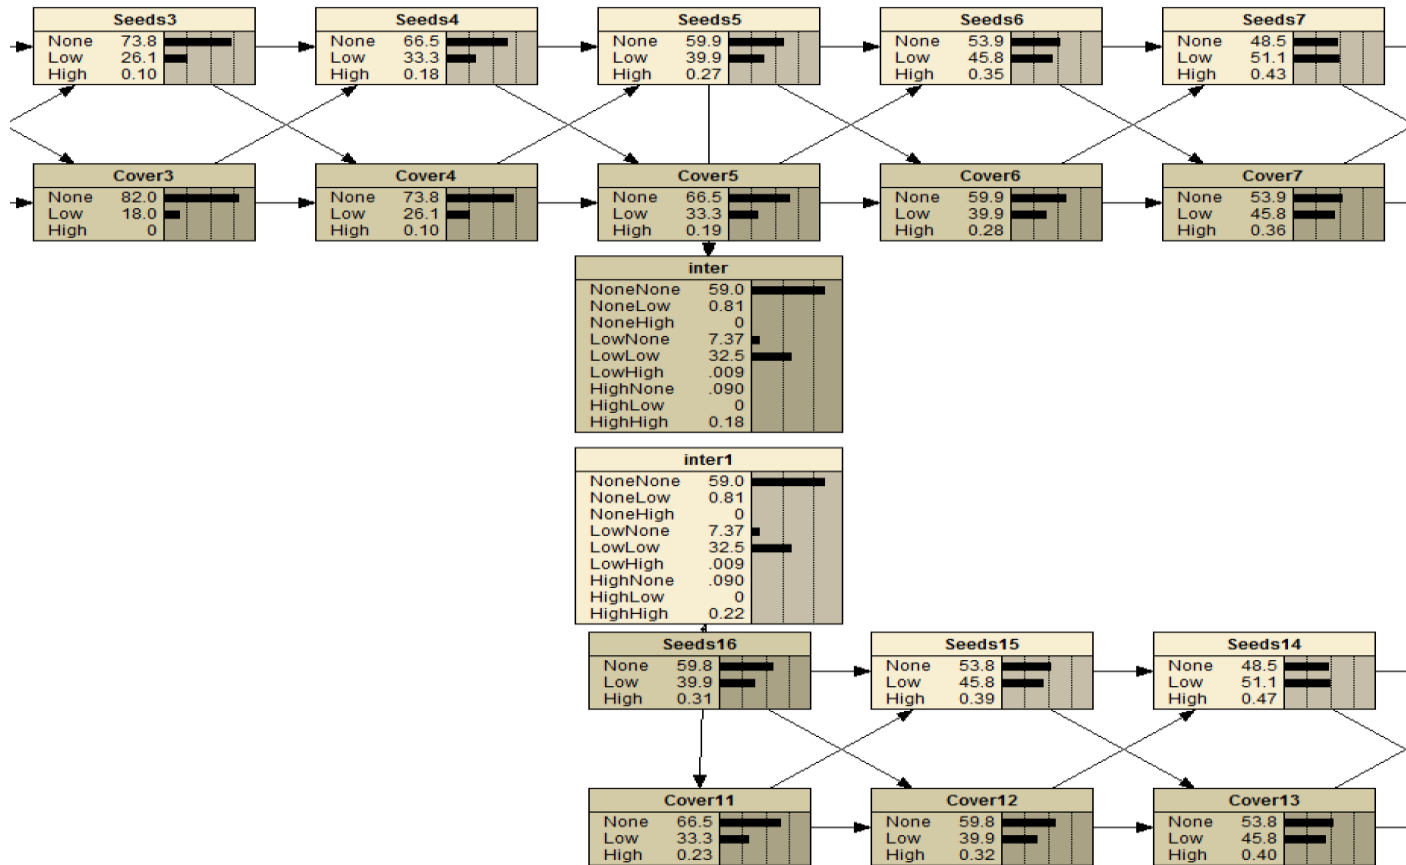 Seeds3
None 73.8
Low 26.1
High 0.10
Seeds4
None 66.5
Low 33.3
High 0.18
Seeds5
None 59.9
Low 39.9
High 0.27
Seeds6
None 53.9
Low 45.8
High 0.35
Seeds7
None 48.5
Low 51.1
High 0.43
Cover3
None 82.0
Low 18.0
High 0
Cover4
None 73.8
Low 26.1
High 0.10
Cover5
None 66.5
Low 33.3
High 0.19
Cover6
None 59.9
Low 39.9
High 0.28
Cover7
None 53.9
Low 45.8
High 0.36
inter
NoneNone 59.0
NoneLow 0.81
NoneHigh 0
LowNone 7.37
LowLow 32.5
LowHigh .009
HighNone .090
HighLow 0
HighHigh 0.18
inter1
NoneNone 59.0
NoneLow 0.81
NoneHigh 0
LowNone 7.37
LowLow 32.5
LowHigh .009
HighNone .090
HighLow 0
HighHigh 0.22
Seeds16
None 59.8
Low 39.9
High 0.31
Seeds15
None 53.8
Low 45.8
High 0.39
Seeds14
None 48.5
Low 51.1
High 0.47
Cover11
None 66.5
Low 33.3
High 0.23
Cover12
None 59.8
Low 39.9
High 0.32
Cover13
None 53.8
Low 45.8
High 0.40